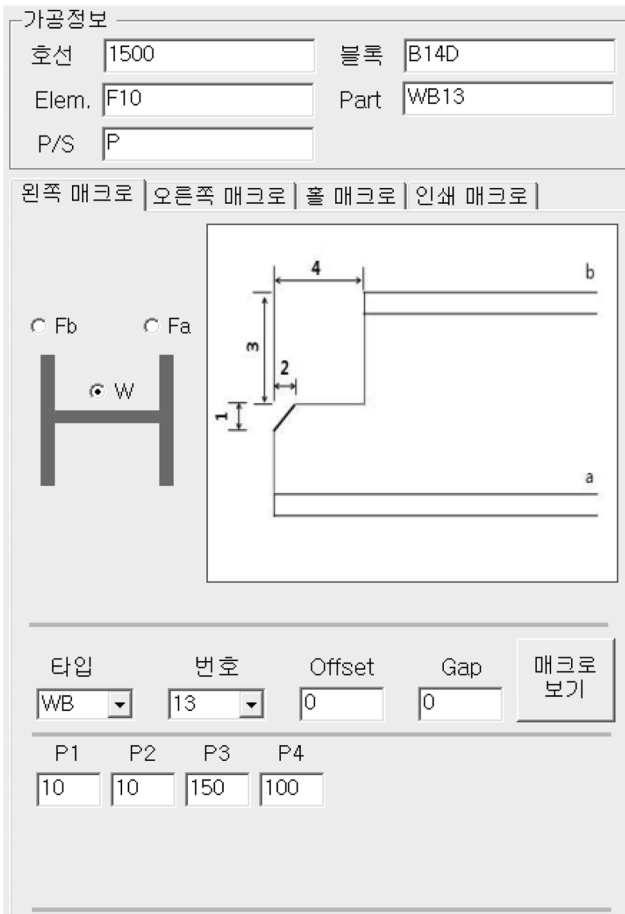 가공정보
호선 1500 블록 B14D
Elem. F10 Part WB13
P/S P
왼쪽 매크로 오른쪽 매크로 홀 매크로 인쇄 매크로
4 b
Fb Fa
3
W 2
1
a
타입 번호 Offset Gap 매크로 보기
WB 13 0 0
P1 P2 P3 P4
10 10 150 100